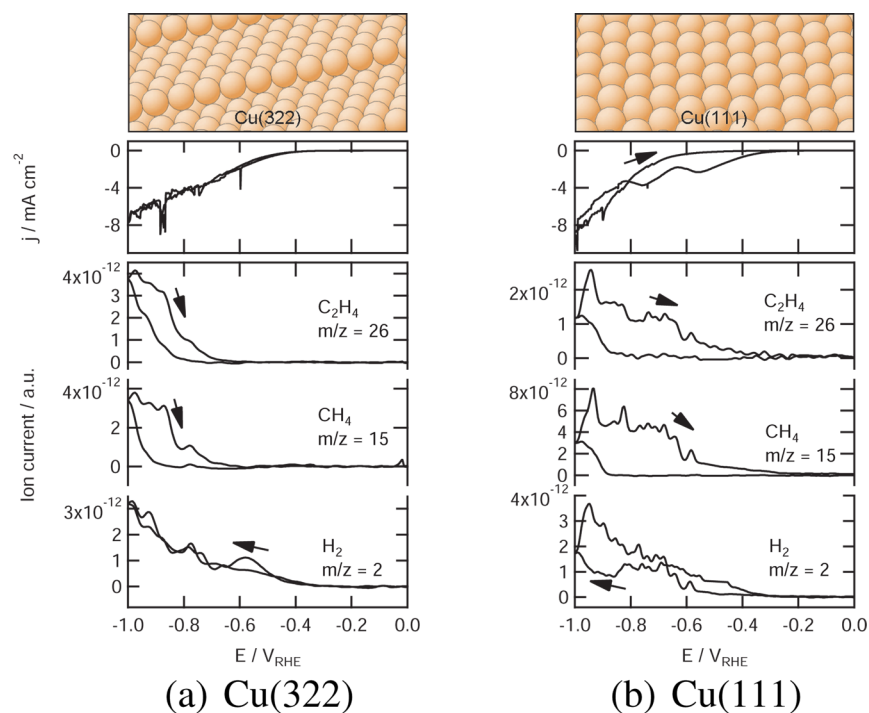 Cu(322)
j / mA cm-2
0
-4
-8
Ion current / a.u.
4x10-12
3
2
1
0
C2H4
m/z = 26
4x10-12
2
0
CH4
m/z = 15
3x10-12
2
1
0
H2
m/z = 2
-1.0 -0.8 -0.6 -0.4 -0.2 0.0
E / VRHE
(a) Cu(322)
Cu(111)
0
-4
-8
2x10-12
1
0
C2H4
m/z = 26
8x10-12
6
4
2
0
CH4
m/z = 15
4x10-12
3
2
1
0
H2
m/z = 2
-1.0 -0.8 -0.6 -0.4 -0.2 0.0
E / VRHE
(b) Cu(111)